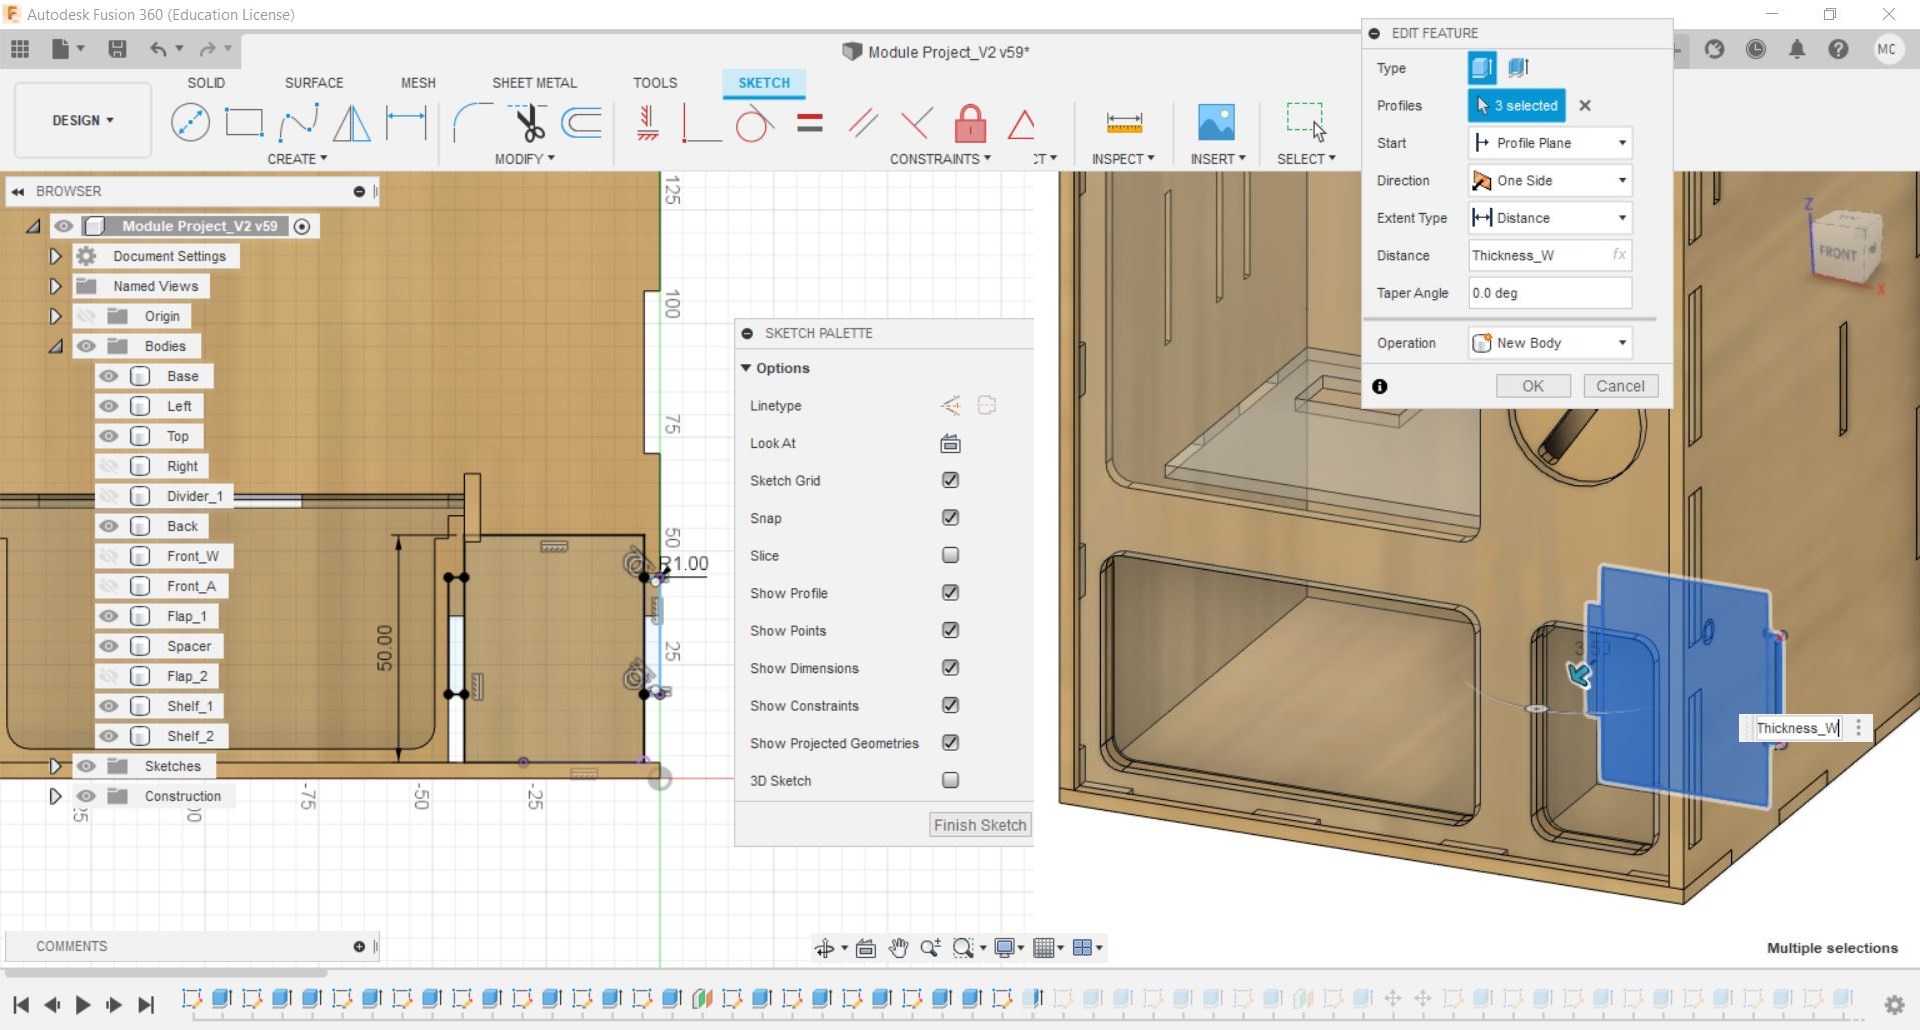 Autodesk Fusion 360 (Education License)
Module Project_V2 v59*
MC
DESIGN
SOLID
SURFACE
MESH
SHEET METAL
TOOLS
SKETCH
CREATE
MODIFY
CONSTRAINTS
INSPECT
INSERT
SELECT
BROWSER
Module Project_V2 v59
Document Settings
Named Views
Origin
Bodies
Base
Left
Top
Right
Divider_1
Back
Front_W
Front_A
Flap_1
Spacer
Flap_2
Shelf_1
Shelf_2
Sketches
Construction
125
100
75
50
25
R1.00
50.00
-75
-50
-25
SKETCH PALETTE
Options
Linetype
Look At
Sketch Grid
Snap
Slice
Show Profile
Show Points
Show Dimensions
Show Constraints
Show Projected Geometries
3D Sketch
Finish Sketch
EDIT FEATURE
Type
Profiles 3 selected
Start Profile Plane
Direction One Side
Extent Type Distance
Distance Thickness_W fx
Taper Angle 0.0 deg
Operation New Body
OK Cancel
Z
FRONT
X
3.50
Thickness_W
COMMENTS
Multiple selections